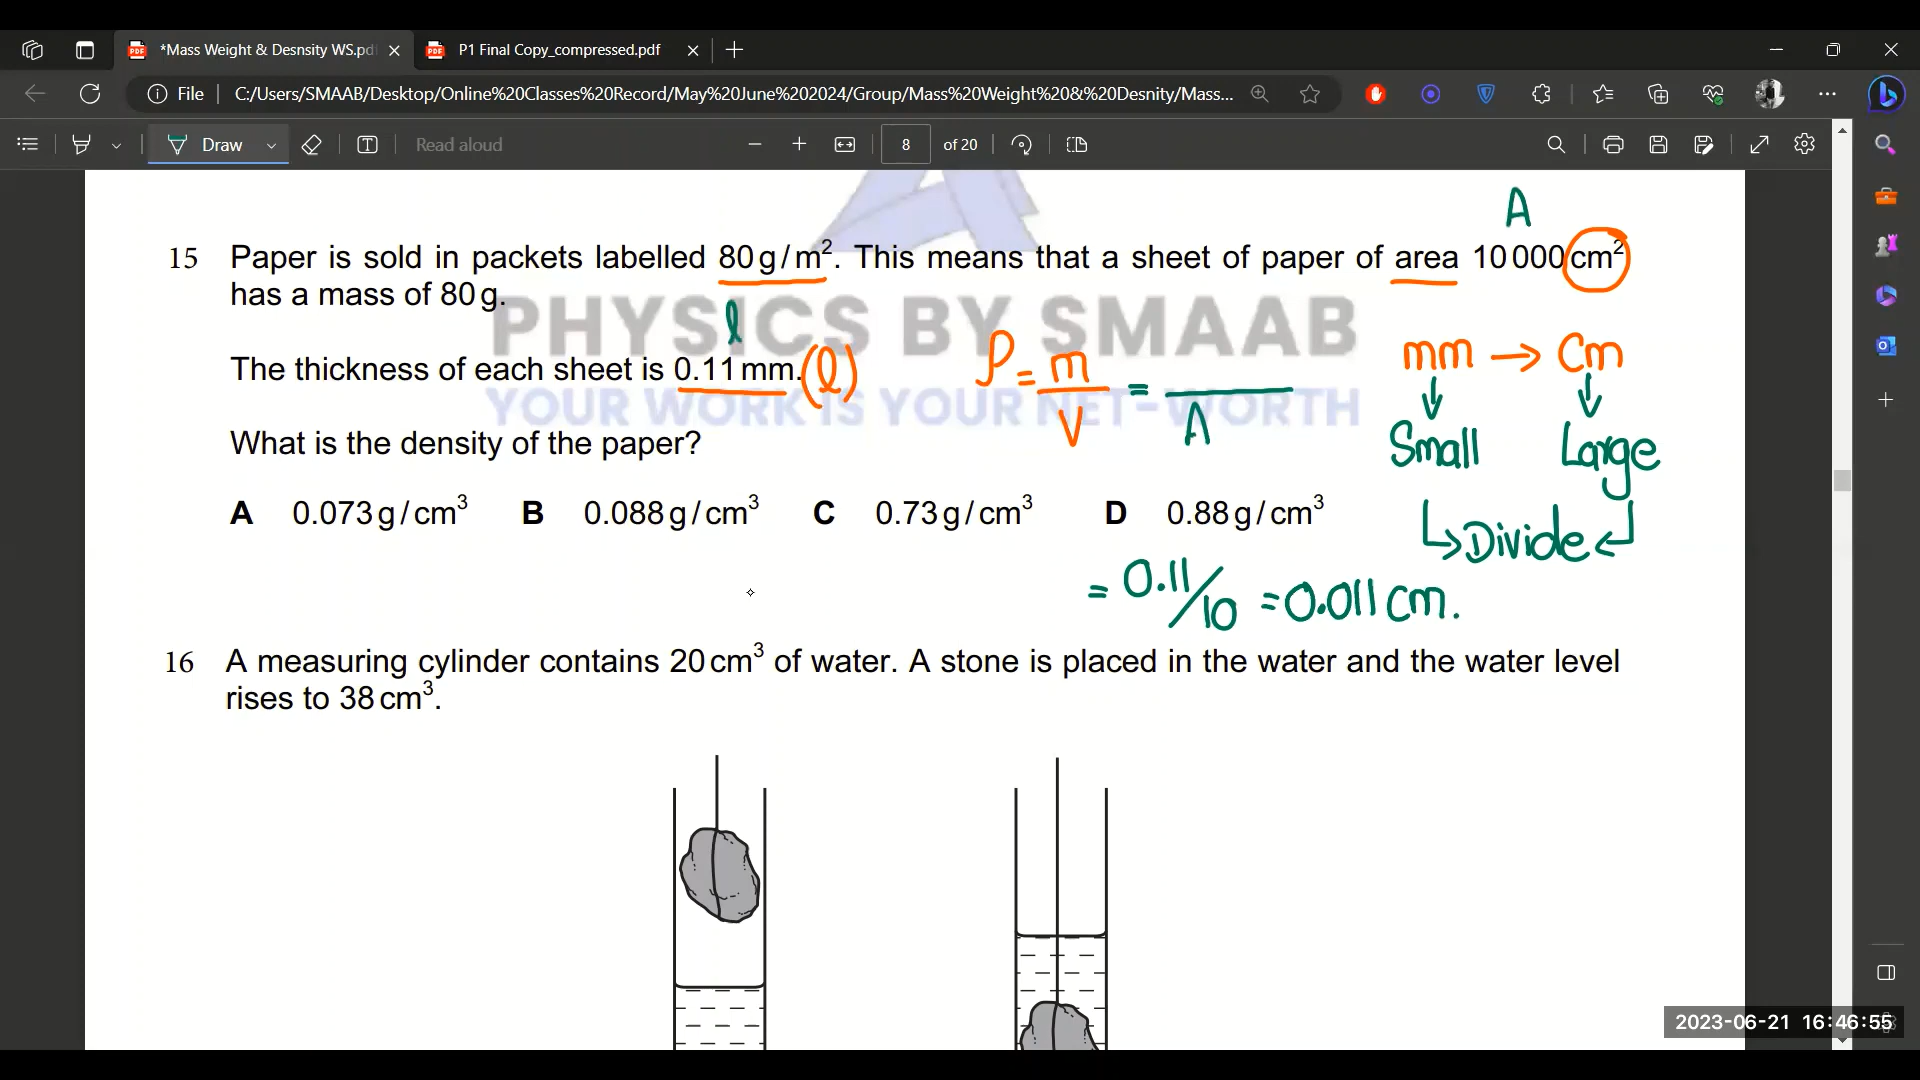 *Mass Weight & Desnsity WS.pd
P1 Final Copy_compressed.pdf
File
C:/Users/SMAAB/Desktop/Online%20Classes%20Record/May%20June%202024/Group/Mass%20Weight%20&%20Desnity/Mass...
Draw
Read aloud
8 of 20
A
15 Paper is sold in packets labelled 80 g / m². This means that a sheet of paper of area 10 000 cm²
has a mass of 80 g.
PHYSICS BY SMAAB
l
mm → Cm
The thickness of each sheet is 0.11 mm. (l)
ρ = m/V = /A
YOUR WORK IS YOUR NET-WORTH
Small Large
What is the density of the paper?
A 0.073 g / cm³ B 0.088 g / cm³ C 0.73 g / cm³ D 0.88 g / cm³
Divide
= 0.11/10 = 0.011 cm.
16 A measuring cylinder contains 20 cm³ of water. A stone is placed in the water and the water level
rises to 38 cm³.
2023-06-21 16:46:55